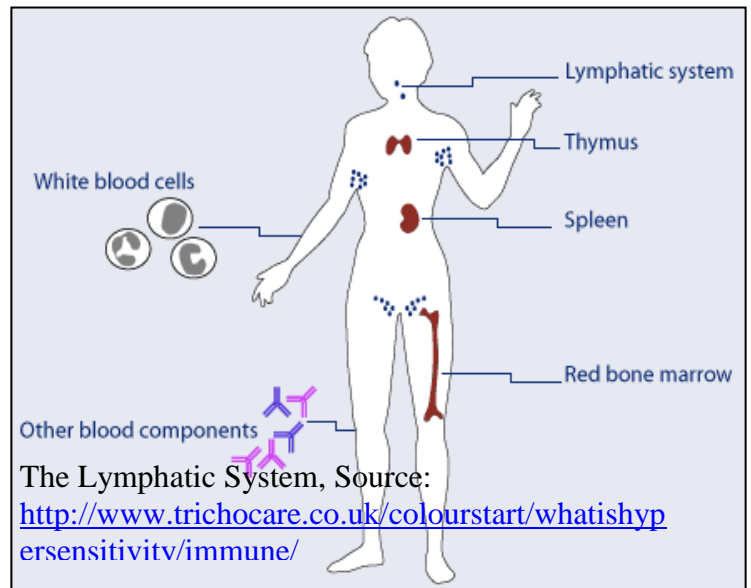 Lymphatic system
Thymus
White blood cells
Spleen
Red bone marrow
Other blood components
The Lymphatic System, Source:
http://www.trichocare.co.uk/colourstart/whatishyp
ersensitivity/immune/